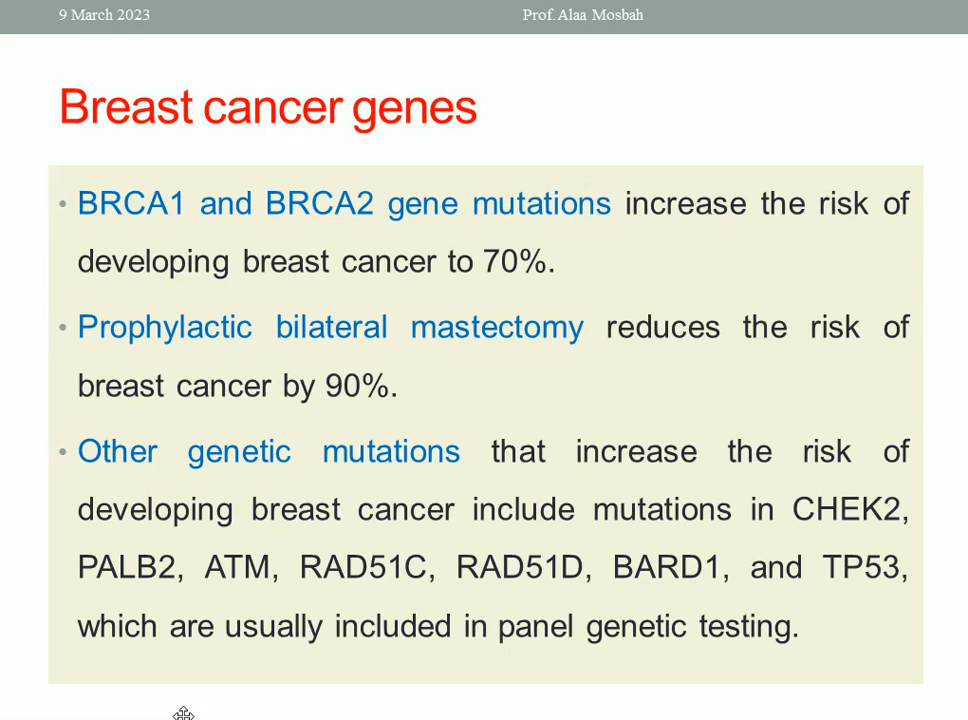 9 March 2023
Prof. Alaa Mosbah
Breast cancer genes
• BRCA1 and BRCA2 gene mutations increase the risk of
developing breast cancer to 70%.
• Prophylactic bilateral mastectomy reduces the risk of
breast cancer by 90%.
• Other genetic mutations that increase the risk of
developing breast cancer include mutations in CHEK2,
PALB2, ATM, RAD51C, RAD51D, BARD1, and TP53,
which are usually included in panel genetic testing.